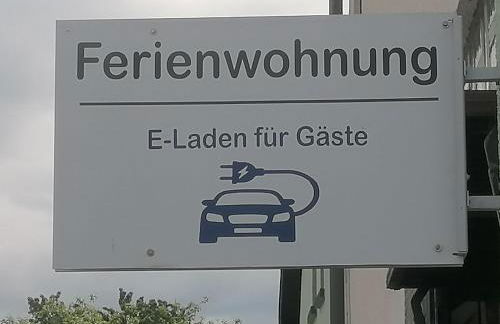 Ferienwohnung
E-Laden für Gäste